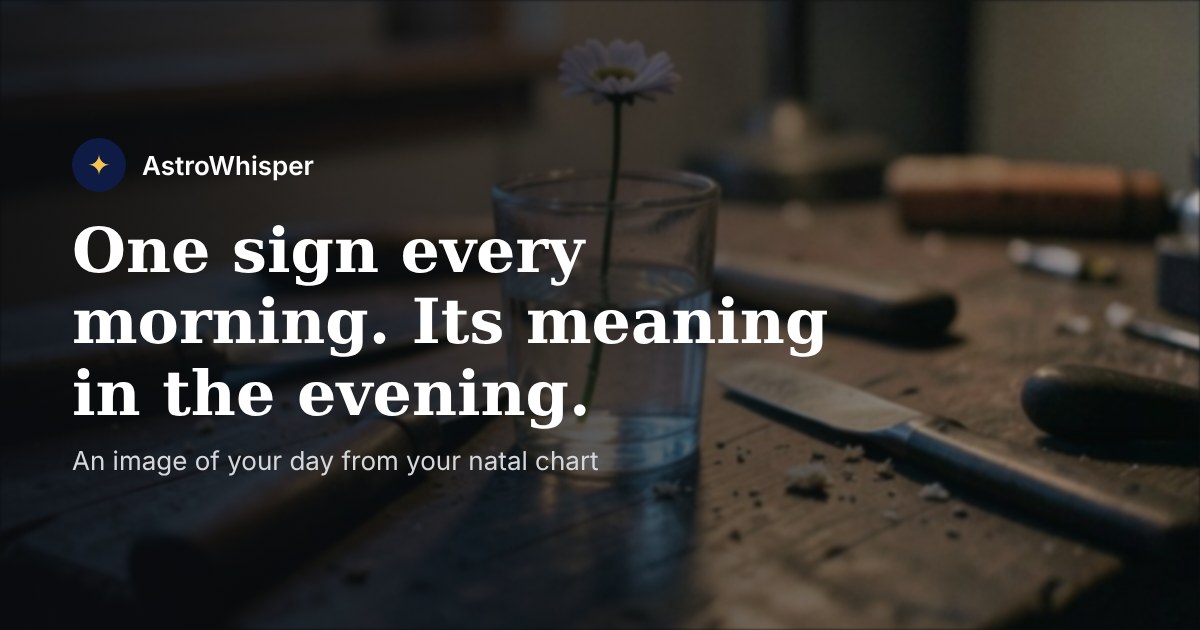 AstroWhisper
One sign every
morning. Its meaning
in the evening.
An image of your day from your natal chart